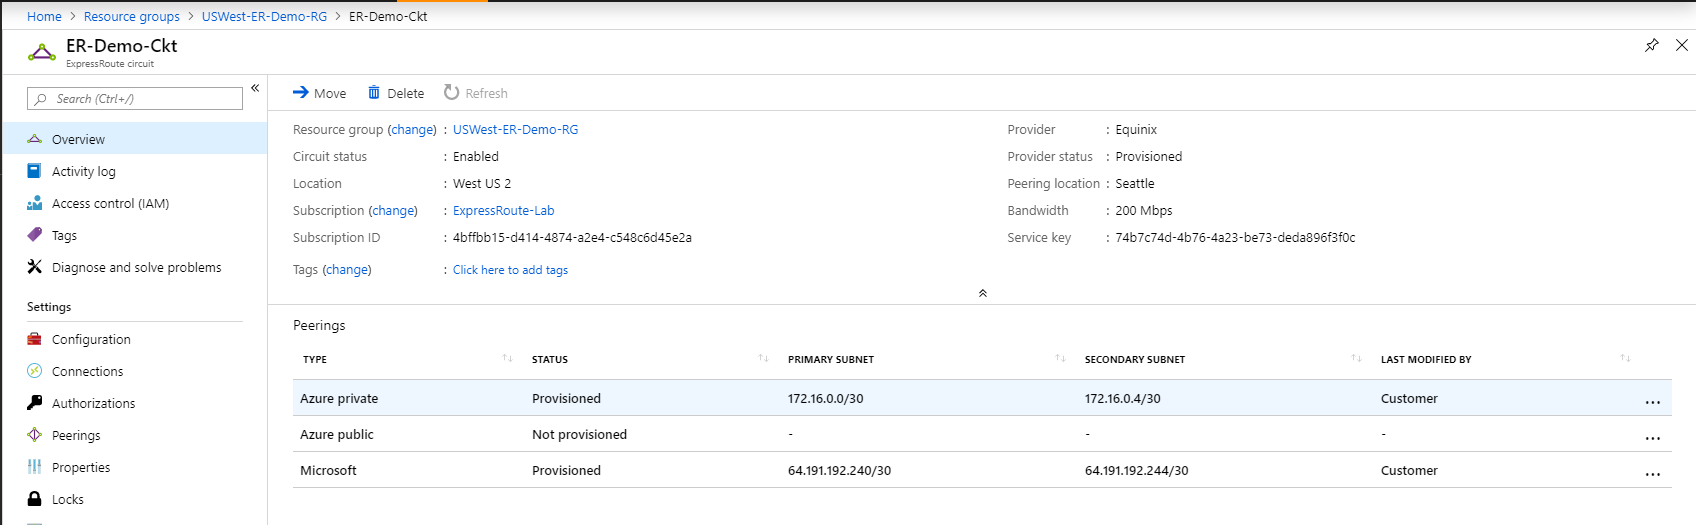 Home > Resource groups > USWest-ER-Demo-RG > ER-Demo-Ckt
ER-Demo-Ckt
ExpressRoute circuit
Search (Ctrl+/)
«
Overview
Activity log
Access control (IAM)
Tags
Diagnose and solve problems
Settings
Configuration
Connections
Authorizations
Peerings
Properties
Locks
Move Delete Refresh
Resource group (change) : USWest-ER-Demo-RG
Circuit status : Enabled
Location : West US 2
Subscription (change) : ExpressRoute-Lab
Subscription ID : 4bffbb15-d414-4874-a2e4-c548c6d45e2a
Tags (change) : Click here to add tags
Provider : Equinix
Provider status : Provisioned
Peering location : Seattle
Bandwidth : 200 Mbps
Service key : 74b7c74d-4b76-4a23-be73-deda896f3f0c
Peerings
TYPE STATUS PRIMARY SUBNET SECONDARY SUBNET LAST MODIFIED BY
Azure private Provisioned 172.16.0.0/30 172.16.0.4/30 Customer ...
Azure public Not provisioned - - - ...
Microsoft Provisioned 64.191.192.240/30 64.191.192.244/30 Customer ...